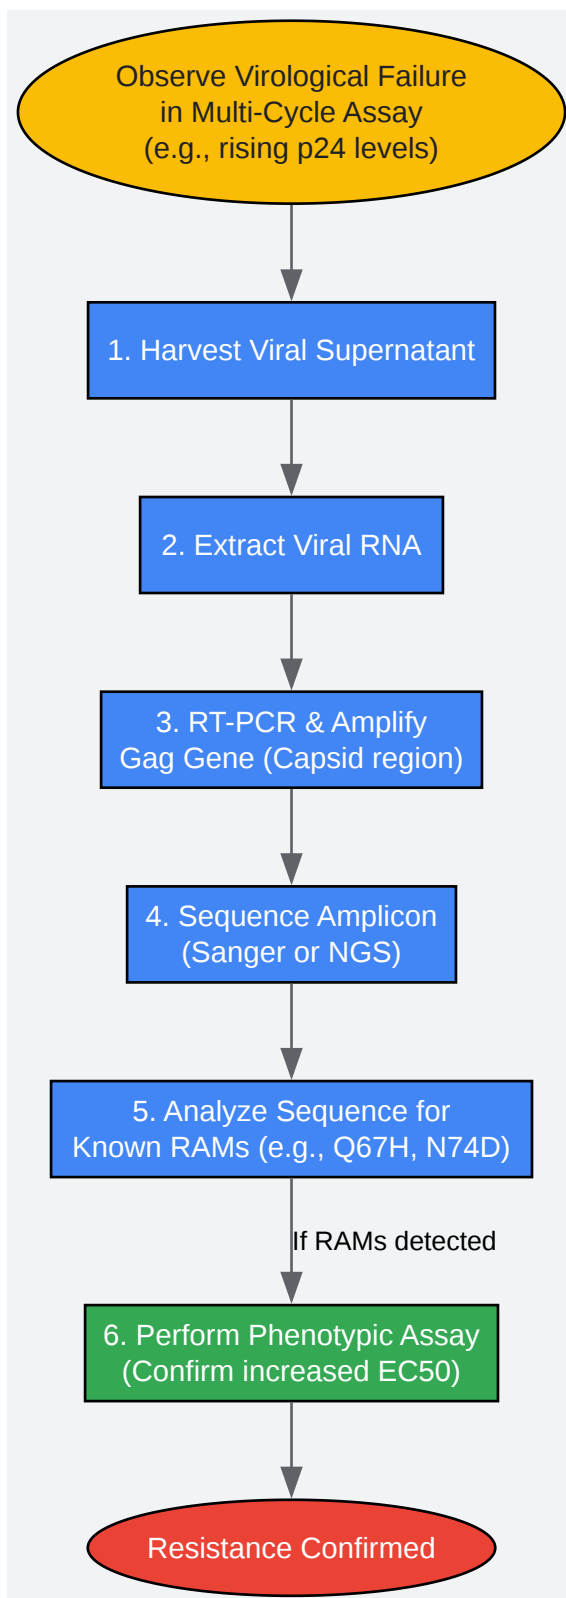 Observe Virological Failure
in Multi-Cycle Assay
(e.g., rising p24 levels)
1. Harvest Viral Supernatant
2. Extract Viral RNA
3. RT-PCR & Amplify
Gag Gene (Capsid region)
4. Sequence Amplicon
(Sanger or NGS)
5. Analyze Sequence for
Known RAMs (e.g., Q67H, N74D)
If RAMs detected
6. Perform Phenotypic Assay
(Confirm increased EC50)
Resistance Confirmed